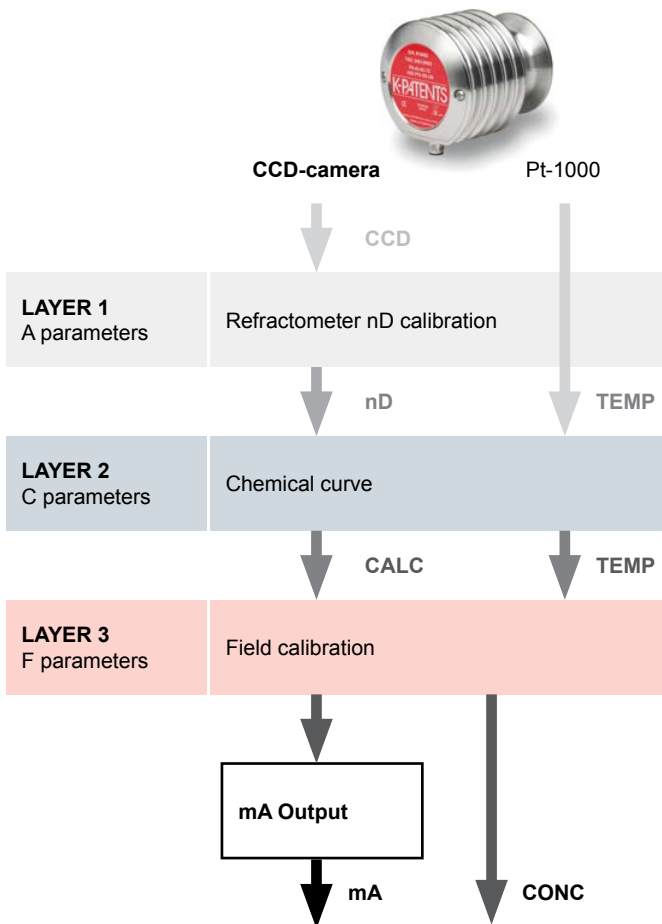 K-PATENTS
CCD-camera
Pt-1000
CCD
LAYER 1
A parameters
Refractometer nD calibration
nD
TEMP
LAYER 2
C parameters
Chemical curve
CALC
TEMP
LAYER 3
F parameters
Field calibration
mA Output
mA
CONC